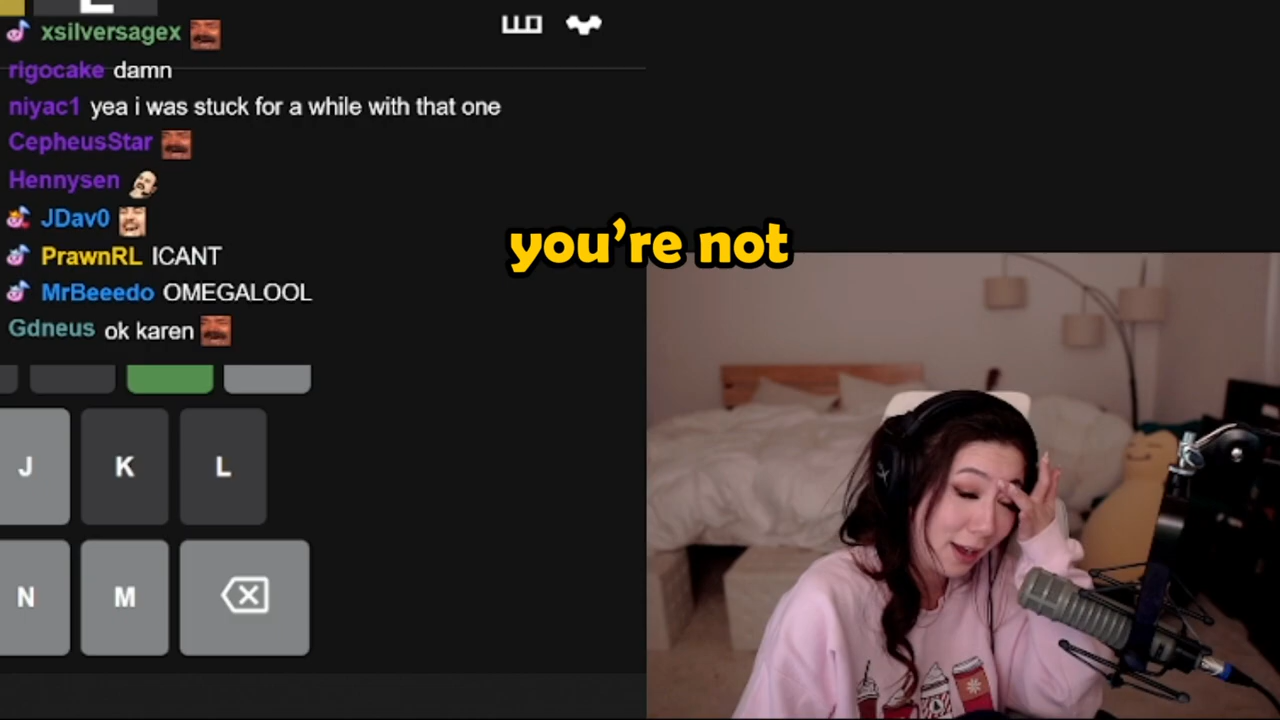 xsilversagex
rigocake damn
niyac1 yea i was stuck for a while with that one
CepheusStar
Hennysen
JDav0
PrawnRL ICANT
MrBeeedo OMEGALOOL
Gdneus ok karen
you're not
J K L
N M